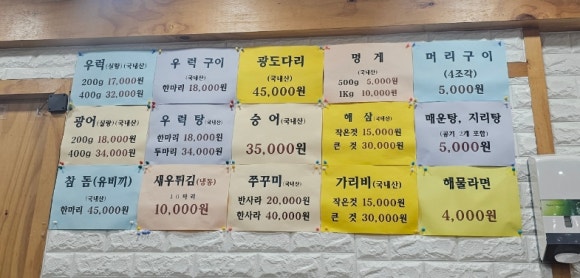 우럭(실량)(국내산)
200g 17,000원
400g 32,000원
우럭구이
(국내산)
한마리 18,000원
광도다리
(국내산)
45,000원
멍게
(국내산)
500g 5,000원
1Kg 10,000원
머리구이
(4조각)
5,000원
광어(실량)(국내산)
200g 18,000원
400g 34,000원
우럭탕
(국내산)
한마리 18,000원
두마리 34,000원
숭어(국내산)
35,000원
해삼(국내산)
작은것 15,000원
큰것 30,000원
매운탕, 지리탕
(공기 2개 포함)
5,000원
참돔(유비끼)
(국내산)
한마리 45,000원
새우튀김(냉동)
10마리
10,000원
쭈꾸미(국내산)
반사라 20,000원
한사라 40,000원
가리비(국내산)
작은것 15,000원
큰것 30,000원
해물라면
4,000원